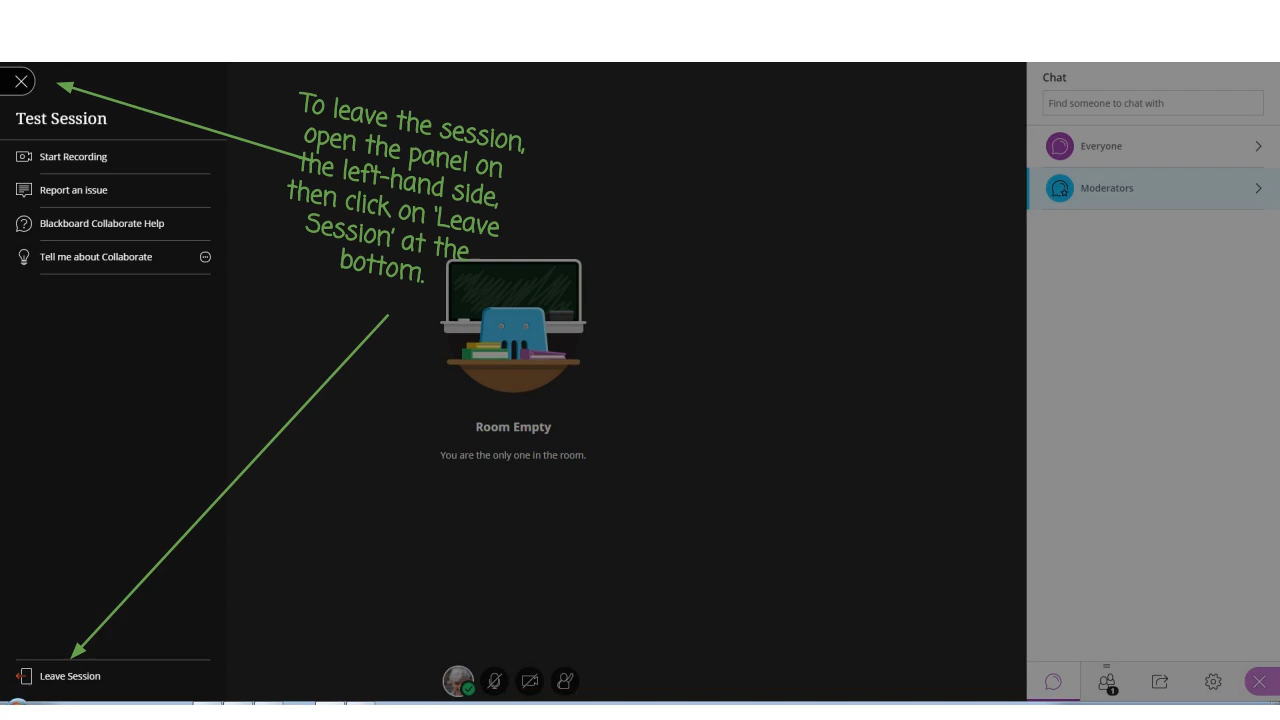 Test Session
Start Recording
Report an issue
Blackboard Collaborate Help
Tell me about Collaborate
To leave the session,
open the panel on
the left-hand side,
then click on 'Leave
Session' at the
bottom.
Room Empty
You are the only one in the room.
Leave Session
Chat
Find someone to chat with
Everyone
Moderators
1